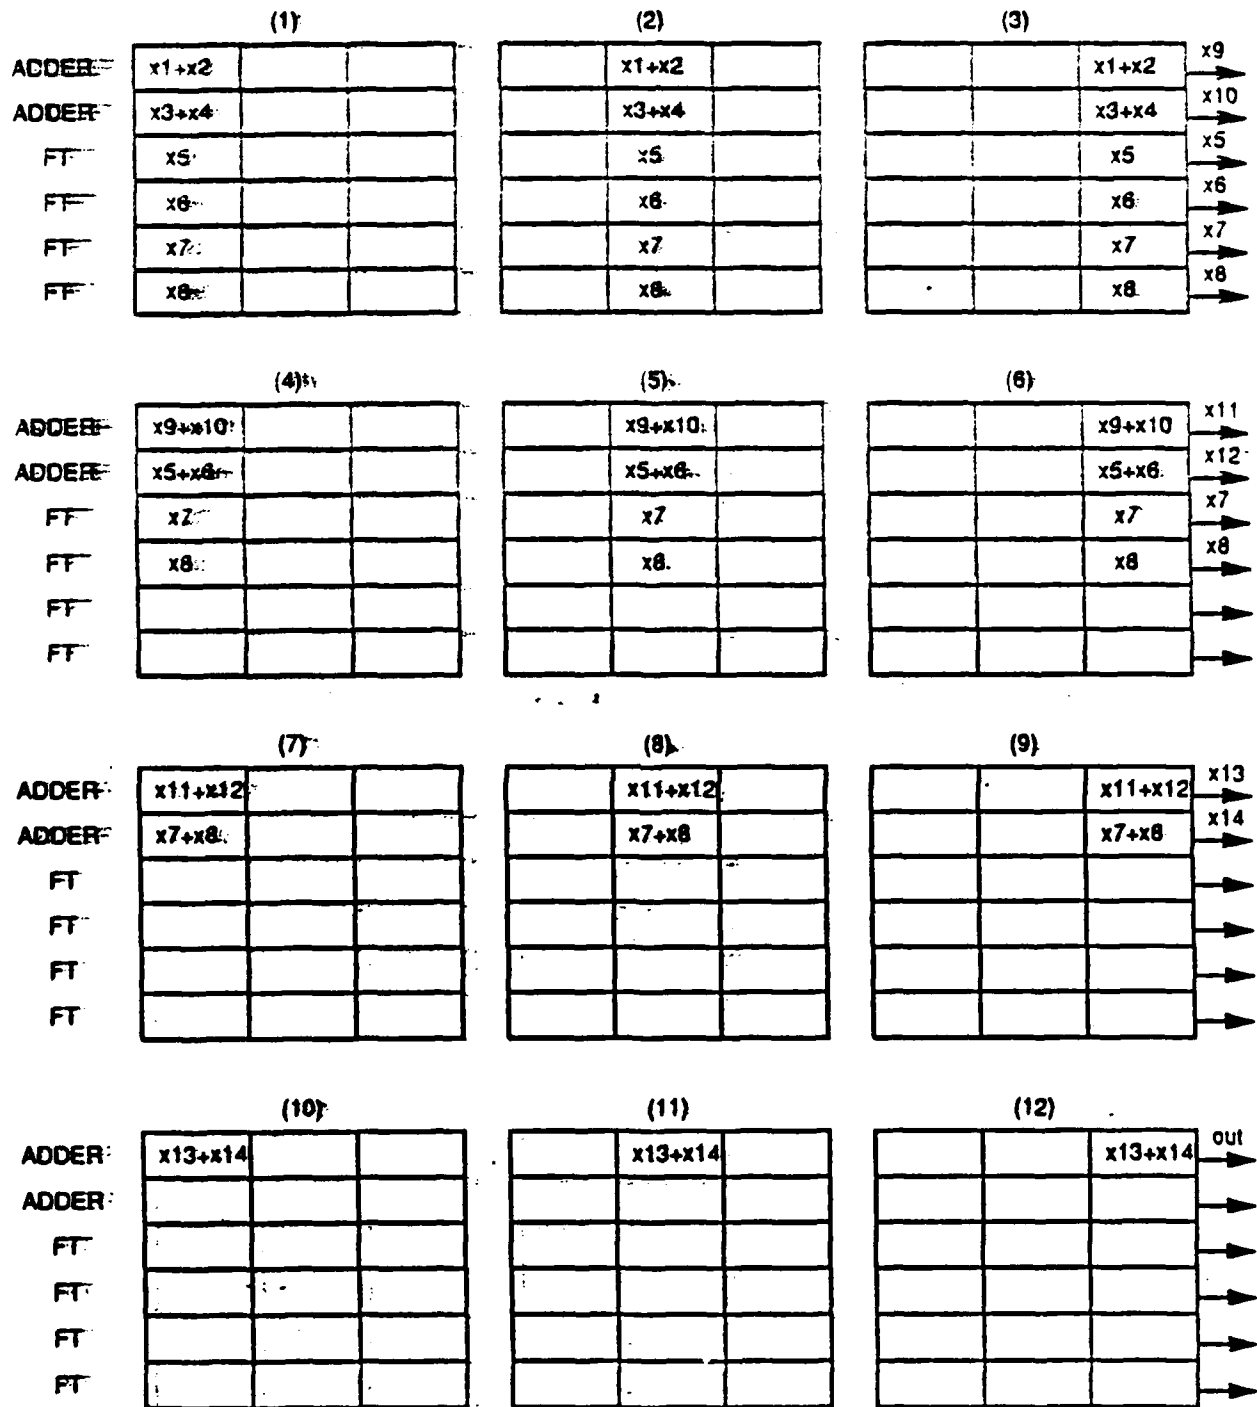 (1) (2) (3)
ADDER x1+x2 x1+x2 x1+x2 x9
ADDER x3+x4 x3+x4 x3+x4 x10
FT x5 x5 x5 x5
FT x6 x6 x6 x6
FT x7 x7 x7 x7
FT x8 x8 x8 x8
(4) (5) (6)
ADDER x9+x10 x9+x10 x9+x10 x11
ADDER x5+x6 x5+x6 x5+x6 x12
FT x7 x7 x7 x7
FT x8 x8 x8 x8
FT
FT
(7) (8) (9)
ADDER x11+x12 x11+x12 x11+x12 x13
ADDER x7+x8 x7+x8 x7+x8 x14
FT
FT
FT
FT
(10) (11) (12)
ADDER x13+x14 x13+x14 x13+x14 out
ADDER
FT
FT
FT
FT